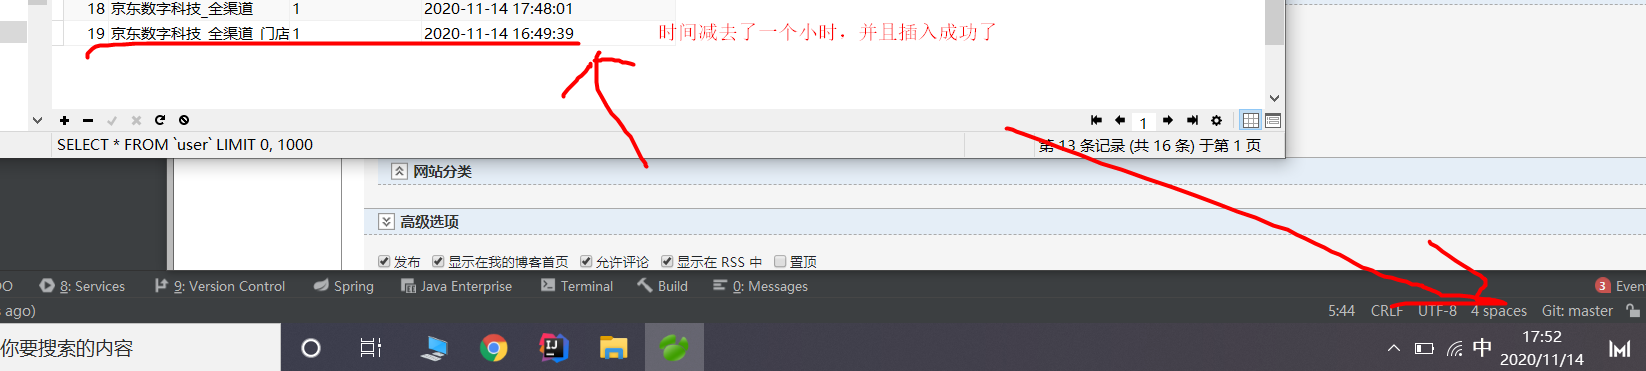 18 京东数字科技_全渠道 1 2020-11-14 17:48:01
19 京东数字科技_全渠道_门店1 2020-11-14 16:49:39 时间减去了一个小时，并且插入成功了
1
SELECT * FROM `user` LIMIT 0, 1000 第 13 条记录 (共 16 条) 于第 1 页
网站分类
高级选项
发布 显示在我的博客首页 允许评论 显示在 RSS 中 置顶
8: Services 9: Version Control Spring Java Enterprise Terminal Build 0: Messages 3 Even
s ago) 5:44 CRLF UTF-8 4 spaces Git: master
你要搜索的内容 中 17:52
2020/11/14